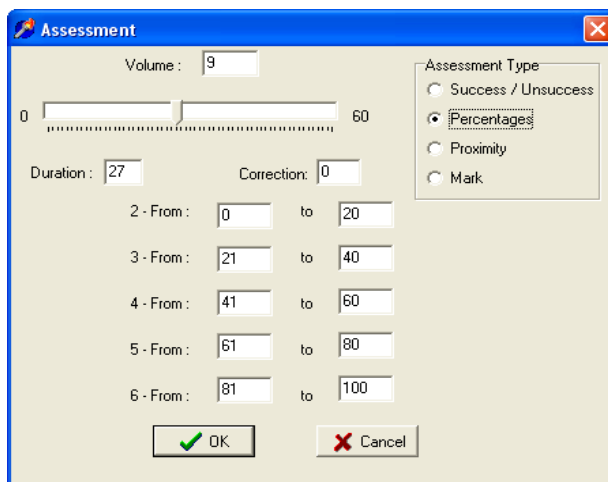 Assessment
Volume : 9
0 60
Duration : 27 Correction: 0
2 - From : 0 to 20
3 - From : 21 to 40
4 - From : 41 to 60
5 - From : 61 to 80
6 - From : 81 to 100
OK Cancel
Assessment Type
Success / Unsuccess
Percentages
Proximity
Mark